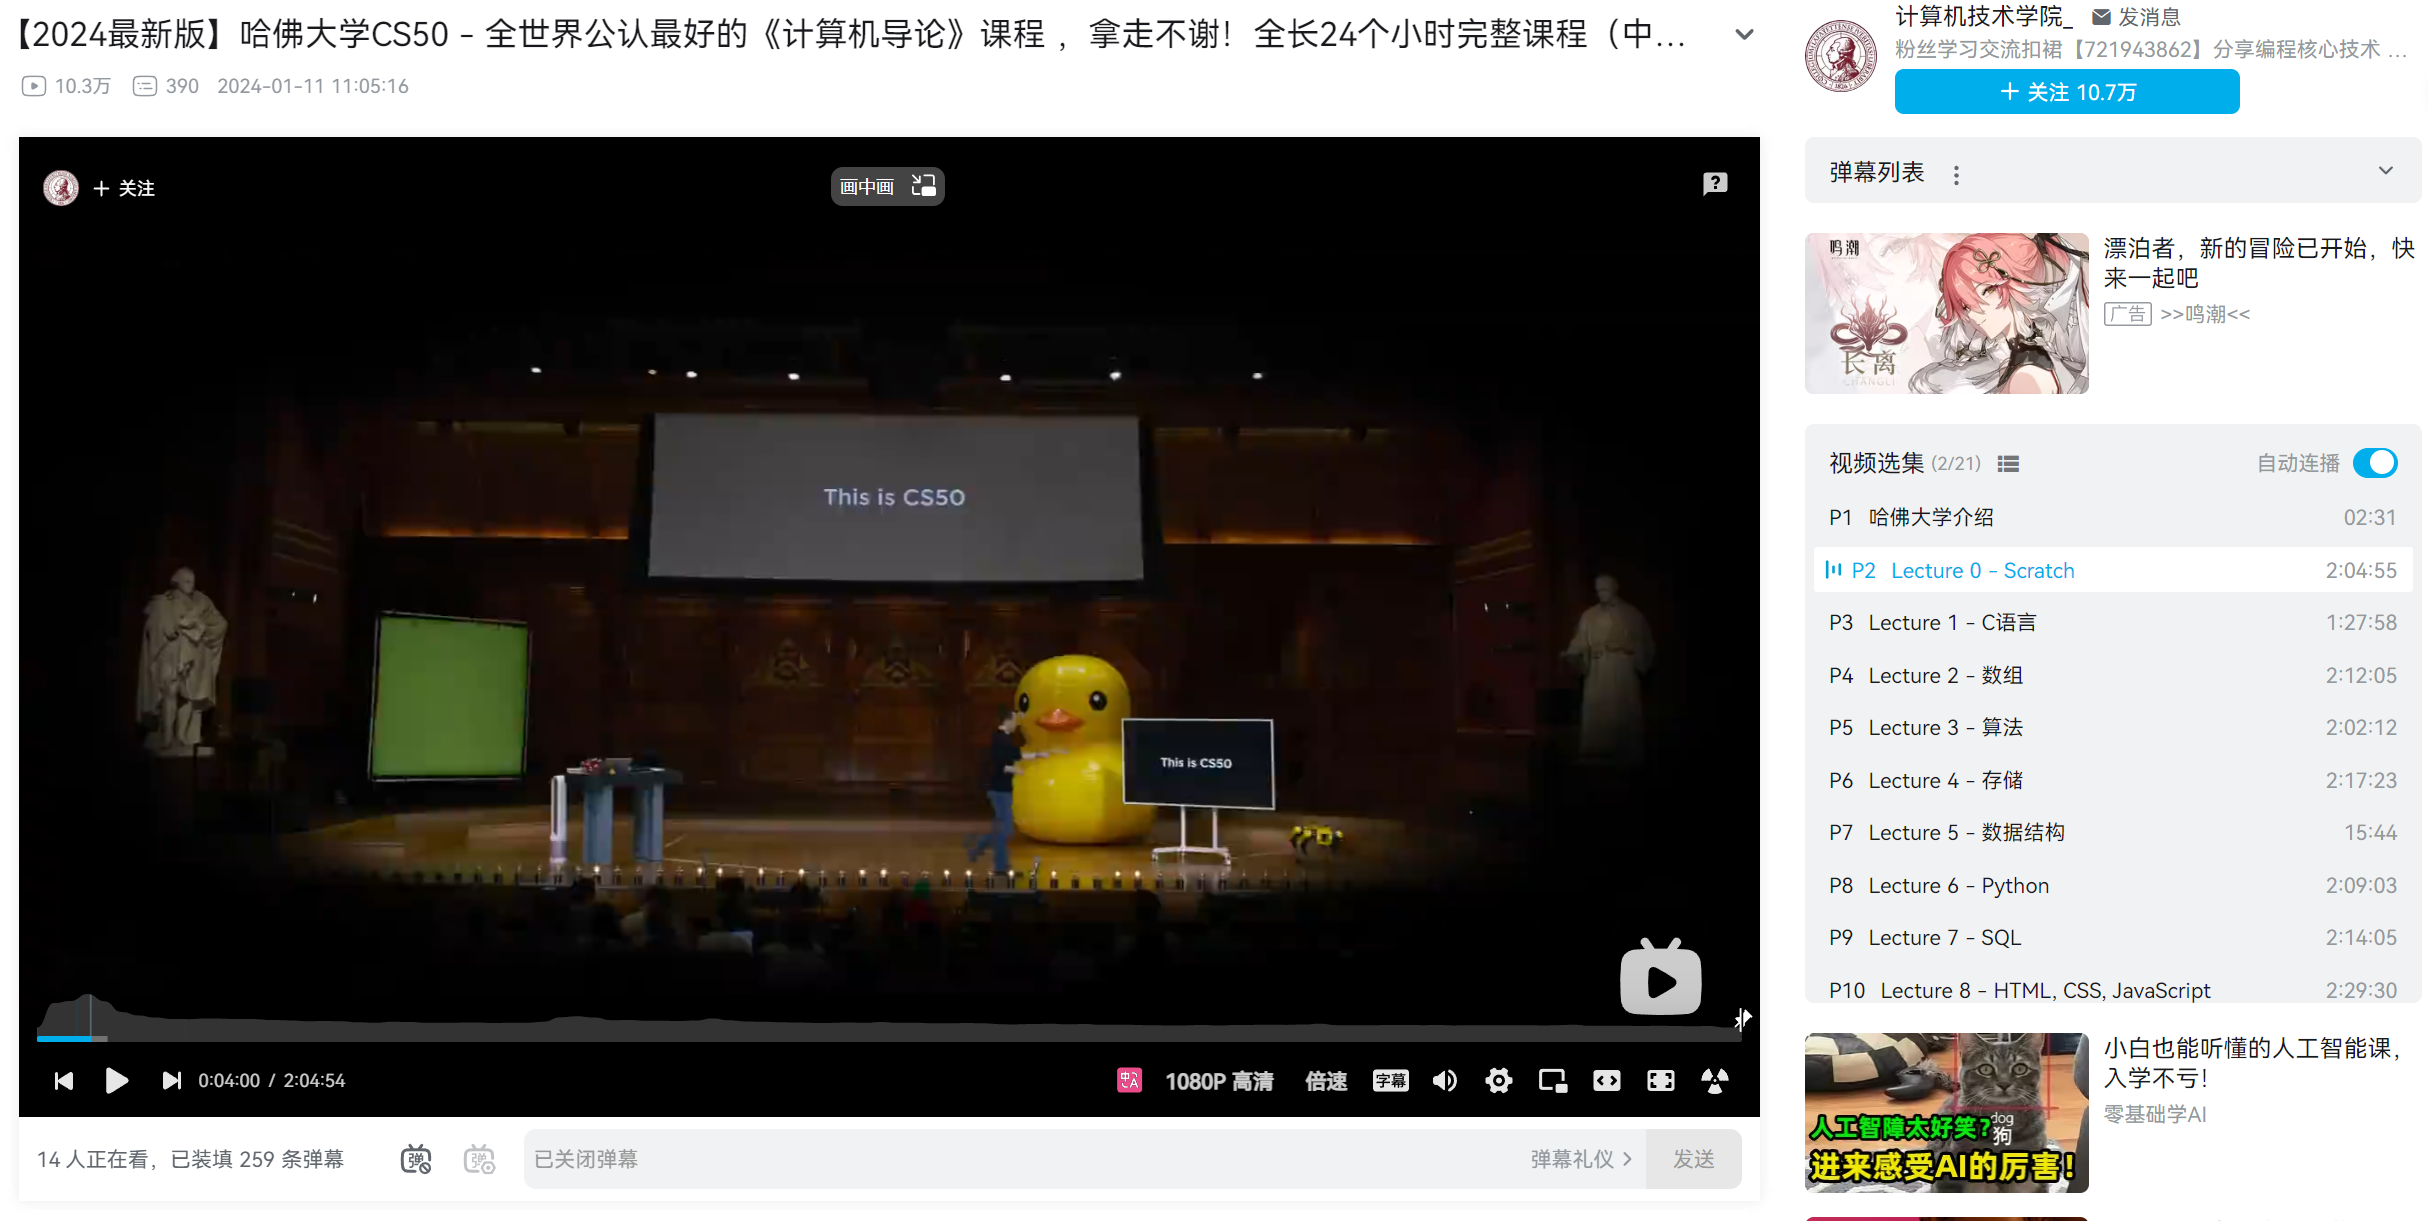 【2024最新版】哈佛大学CS50 - 全世界公认最好的《计算机导论》课程 ，拿走不谢！全长24个小时完整课程（中...
10.3万 390 2024-01-11 11:05:16
计算机技术学院_ 发消息
粉丝学习交流扣裙【721943862】分享编程核心技术 ...
+ 关注 10.7万
+ 关注
画中画
This is CS50
This is CS50
0:04:00 / 2:04:54
1080P 高清
倍速
字幕
14 人正在看， 已装填 259 条弹幕
弹
弹
已关闭弹幕
弹幕礼仪 >
发送
弹幕列表
鸣潮
长离
CHANGLI
漂泊者，新的冒险已开始，快
来一起吧
广告 >>鸣潮<<
视频选集 (2/21)
自动连播
P1 哈佛大学介绍 02:31
P2 Lecture 0 - Scratch 2:04:55
P3 Lecture 1 - C语言 1:27:58
P4 Lecture 2 - 数组 2:12:05
P5 Lecture 3 - 算法 2:02:12
P6 Lecture 4 - 存储 2:17:23
P7 Lecture 5 - 数据结构 15:44
P8 Lecture 6 - Python 2:09:03
P9 Lecture 7 - SQL 2:14:05
P10 Lecture 8 - HTML, CSS, JavaScript 2:29:30
dog
狗
人工智障太好笑?
进来感受AI的厉害!
小白也能听懂的人工智能课，
入学不亏！
零基础学AI